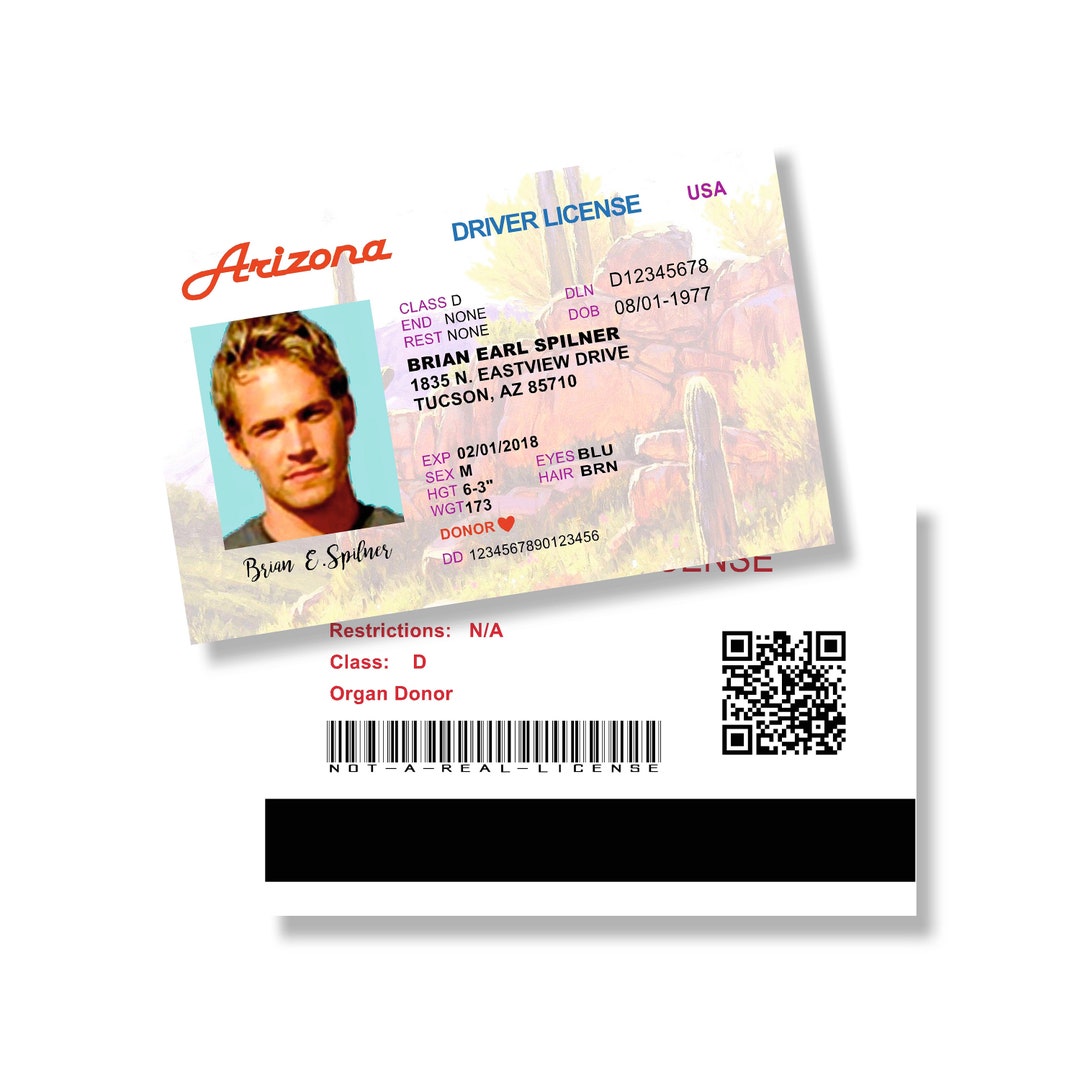 Arizona
DRIVER LICENSE
USA
CLASS D
END NONE
REST NONE
DLN D12345678
DOB 08/01-1977
BRIAN EARL SPILNER
1835 N. EASTVIEW DRIVE
TUCSON, AZ 85710
EXP 02/01/2018
SEX M
HGT 6-3"
WGT173
EYES BLU
HAIR BRN
DONOR
DD 1234567890123456
Brian E.Spilner
Restrictions: N/A
Class: D
Organ Donor
NOT-A-REAL-LICENSE